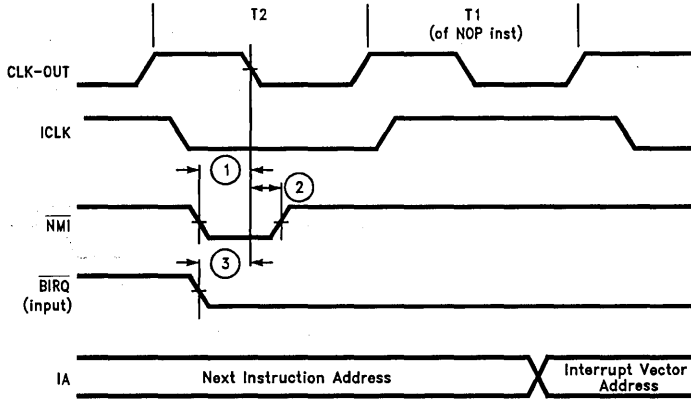 T2
T1
(of NOP inst)
CLK-OUT
ICLK
1
2
NMI
3
BIRQ
(input)
IA
Next Instruction Address
Interrupt Vector
Address